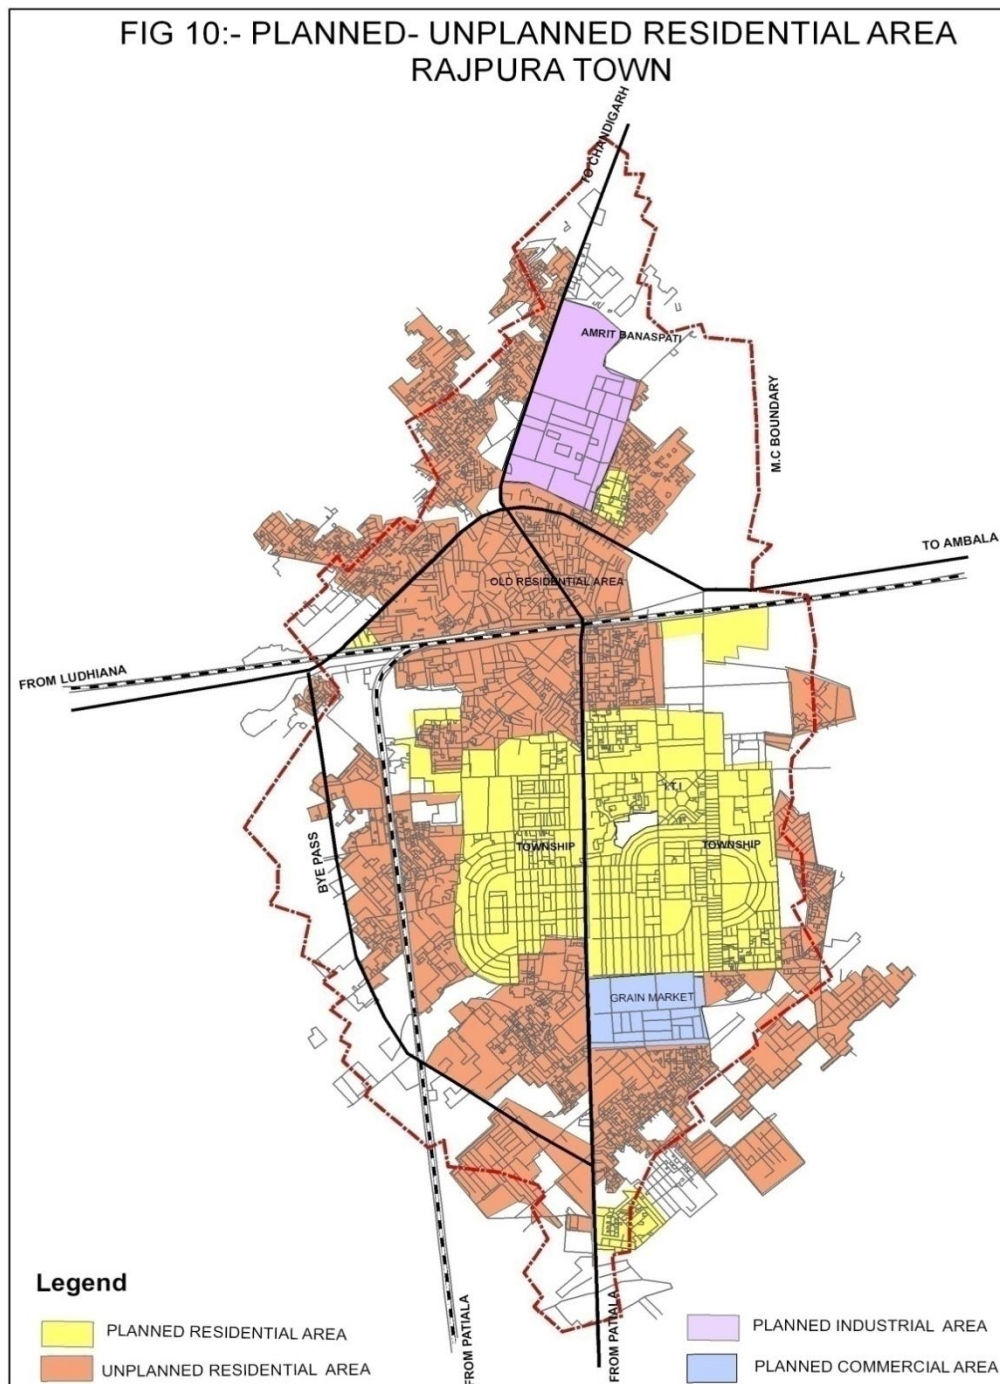 FIG 10:- PLANNED- UNPLANNED RESIDENTIAL AREA
RAJPURA TOWN
TO CHANDIGARH
AMRIT BANASPATI
M.C BOUNDARY
TO AMBALA
OLD RESIDENTIAL AREA
FROM LUDHIANA
I.T.I
TOWNSHIP
TOWNSHIP
BYE PASS
GRAIN MARKET
FROM PATIALA
FROM PATIALA
Legend
PLANNED RESIDENTIAL AREA
UNPLANNED RESIDENTIAL AREA
PLANNED INDUSTRIAL AREA
PLANNED COMMERCIAL AREA